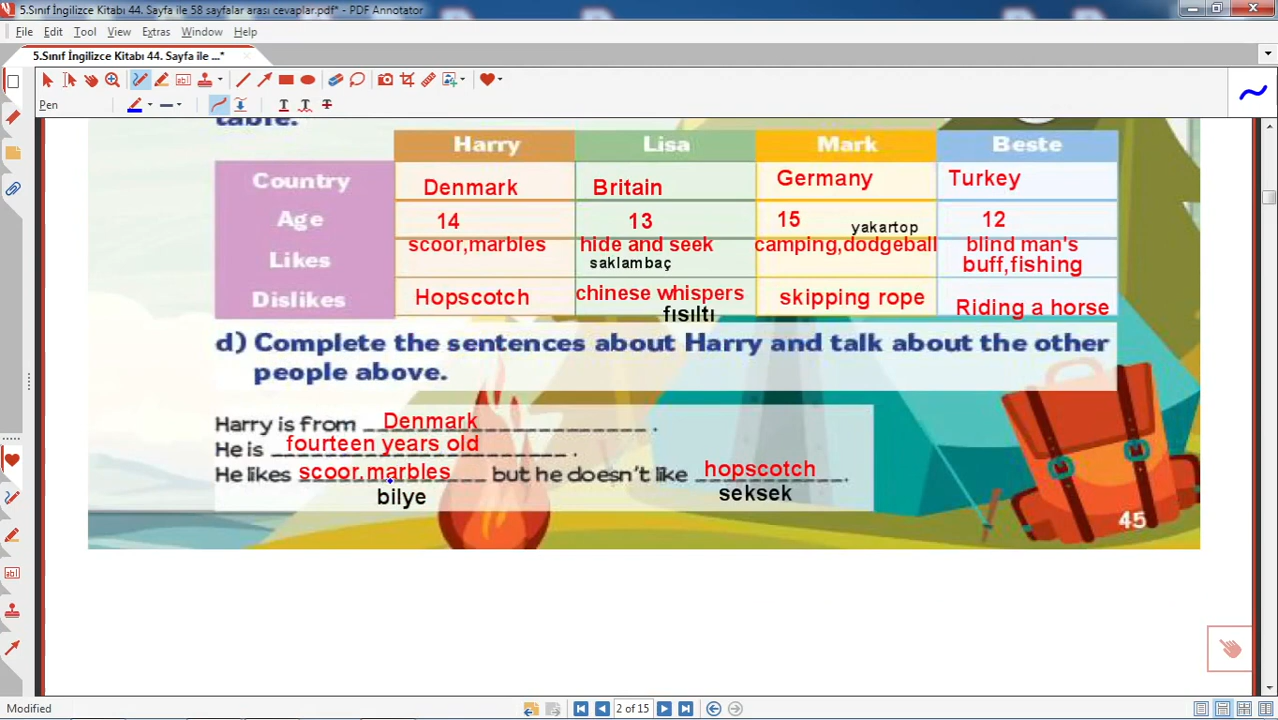 5.Sınıf İngilizce Kitabı 44. Sayfa ile 58 sayfalar arası cevaplar.pdf* - PDF Annotator
File Edit Tool View Extras Window Help
5.Sınıf İngilizce Kitabı 44. Sayfa ile ...*
Pen
table.
Harry Lisa Mark Beste
Country Denmark Britain Germany Turkey
Age 14 13 15 12
yakartop
Likes scoor,marbles hide and seek camping,dodgeball blind man's
saklambaç buff,fishing
Dislikes Hopscotch chinese whispers skipping rope Riding a horse
fısıltı
d) Complete the sentences about Harry and talk about the other
people above.
Harry is from Denmark .
He is fourteen years old .
He likes scoor,marbles but he doesn't like hopscotch .
bilye seksek
45
Modified
2 of 15